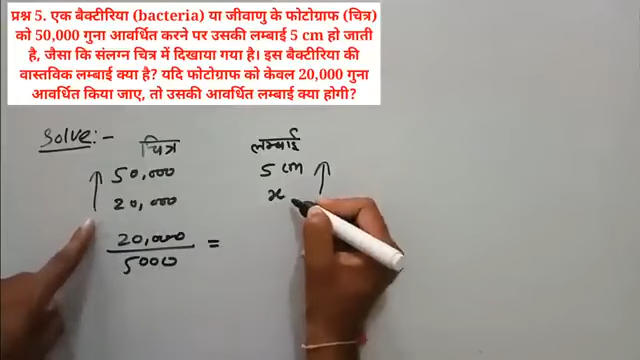 प्रश्न 5. एक बैक्टीरिया (bacteria) या जीवाणु के फोटोग्राफ (चित्र)
को 50,000 गुना आवर्धित करने पर उसकी लम्बाई 5 cm हो जाती
है, जैसा कि संलग्न चित्र में दिखाया गया है। इस बैक्टीरिया की
वास्तविक लम्बाई क्या है? यदि फोटोग्राफ को केवल 20,000 गुना
आवर्धित किया जाए, तो उसकी आवर्धित लम्बाई क्या होगी?
Solve:-
चित्र लम्बाई
50,000 5 cm
20,000 x
20,000
5000 =